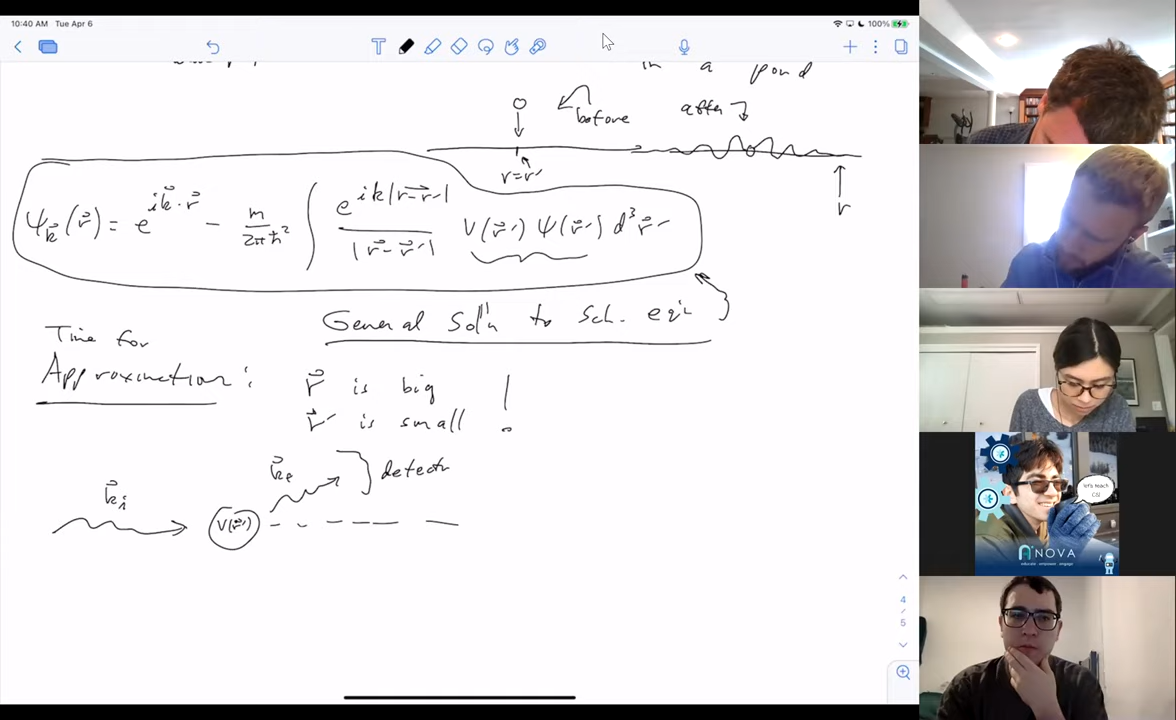 10:40 AM Tue Apr 6
100%
in a pond
before
after
r=r'
r
ψ_k⃗(r⃗) = e^{ik⃗·r⃗} - m/2πħ² ∫ e^{ik|r⃗-r⃗'|}/|r⃗-r⃗'| V(r⃗') ψ(r⃗') d³r⃗'
General Sol'n to Sch. eq'n
Time for
Approximation:
r⃗ is big !
r⃗' is small
k⃗i
V(r⃗')
k⃗f
detector
4
/
5
let's teach
CS!
NOVA
educate . empower . engage